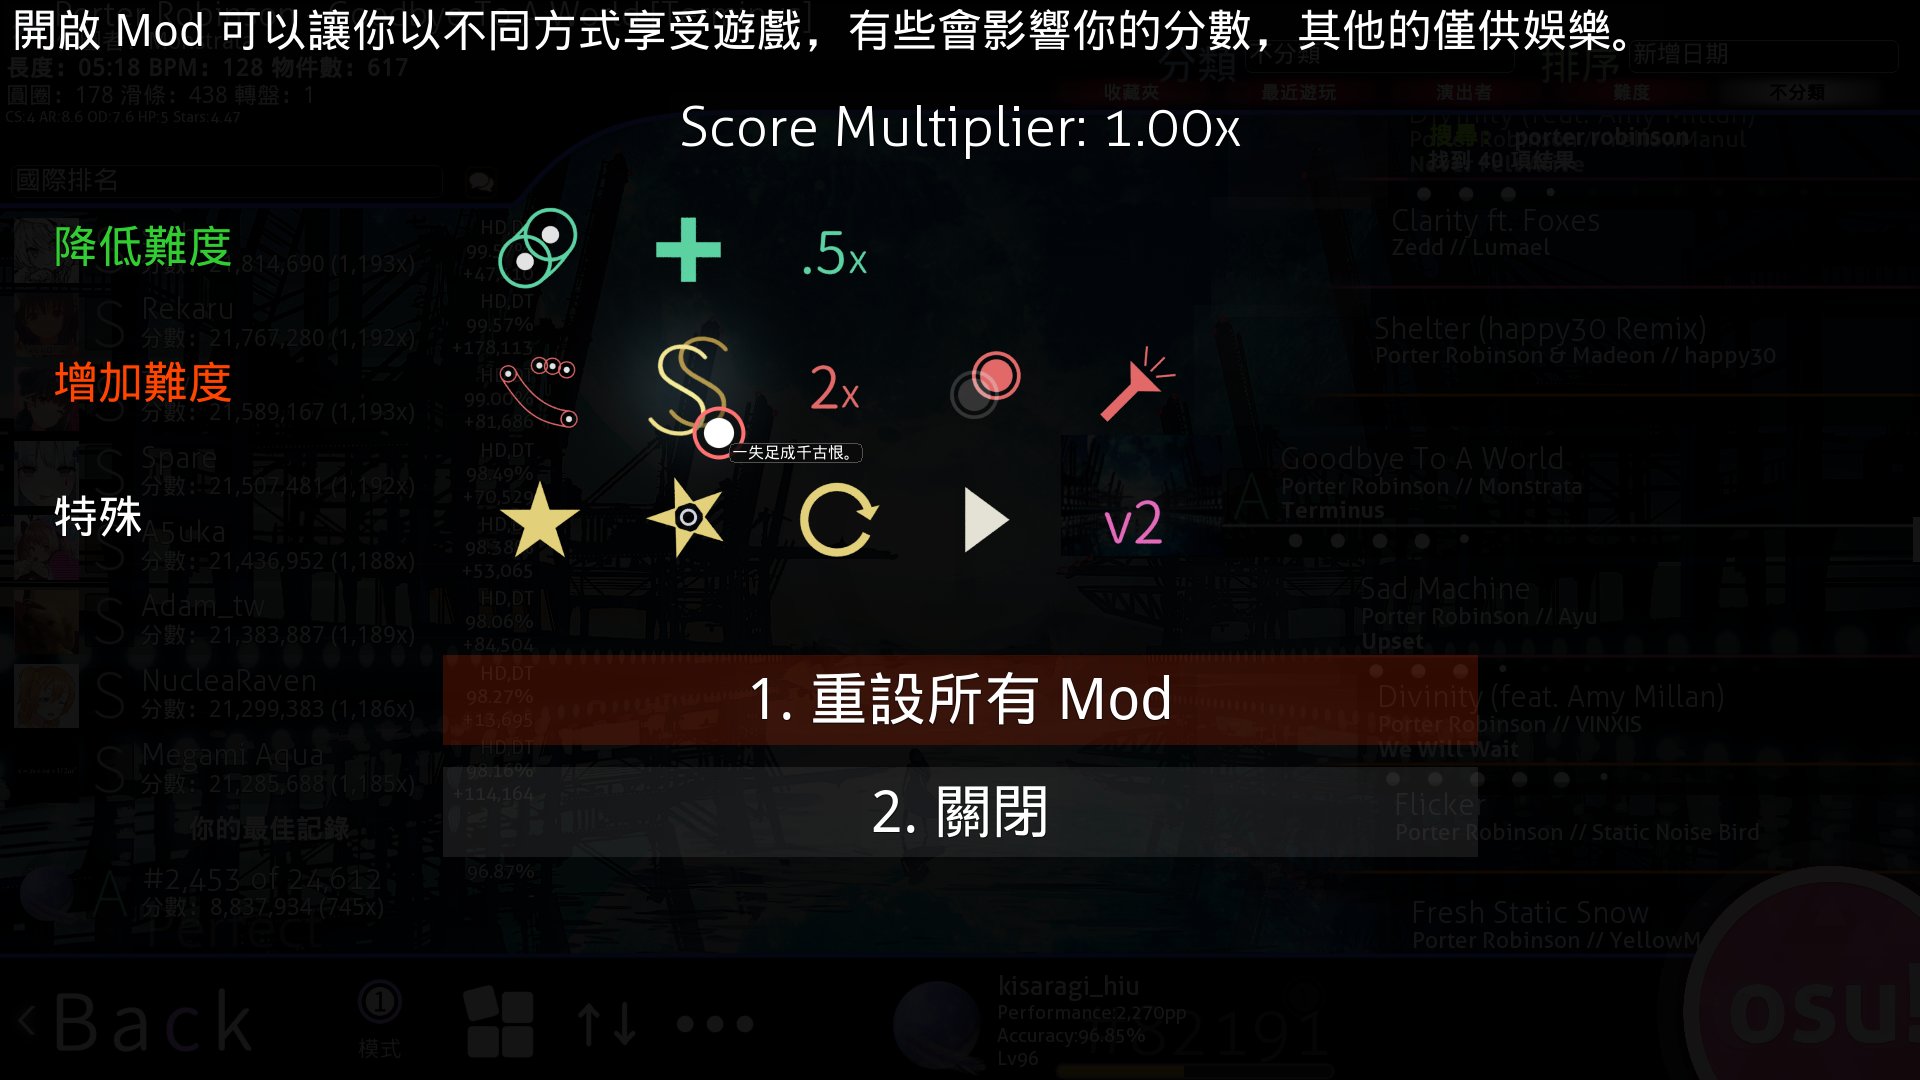 開啟 Mod 可以讓你以不同方式享受遊戲，有些會影響你的分數，其他的僅供娛樂。
長度：05:18 BPM：128 物件數：617
圓圈：178 滑條：438 轉盤：1
CS:4 AR:8.6 OD:7.6 HP:5 Stars:4.47
分類 不分類
排序 新增日期
收藏夾 最近遊玩 演出者 難度 不分類
Score Multiplier: 1.00x
搜尋： porter robinson
找到 40 項結果
國際排名
降低難度
.5x
增加難度
2x
一失足成千古恨。
特殊
v2
1. 重設所有 Mod
2. 關閉
,814,690 (1,193x)
HD,DT
Rekaru
分數：21,767,280 (1,192x)
HD,DT
99.57%
+178,113
分數：21,589,167 (1,193x)
99.00%
+81,686
Spare
分數：21,507,481 (1,192x)
HD,DT
98.49%
+70,529
A5uka
分數：21,436,952 (1,188x)
HD,DT
98.38%
+53,065
Adam_tw
分數：21,383,887 (1,189x)
HD,DT
98.06%
+84,504
NucleaRaven
分數：21,299,383 (1,186x)
HD,DT
98.27%
+13,695
Megami Aqua
分數：21,285,688 (1,185x)
HD,DT
98.16%
+114,164
你的最佳記錄
#2,453 of 24,612
分數：8,837,934 (745x)
96.87%
Perfect
Clarity ft. Foxes
Zedd // Lumael
Shelter (happy30 Remix)
Porter Robinson & Madeon // happy30
Goodbye To A World
Porter Robinson // Monstrata
Terminus
Sad Machine
Porter Robinson // Ayu
Upset
Divinity (feat. Amy Millan)
Porter Robinson // VINXIS
We Will Wait
Flicker
Porter Robinson // Static Noise Bird
Fresh Static Snow
Porter Robinson // YellowM
Back
模式
kisaragi_hiu
Performance:2,270pp
Accuracy:96.85%
Lv96
#82191
osu!